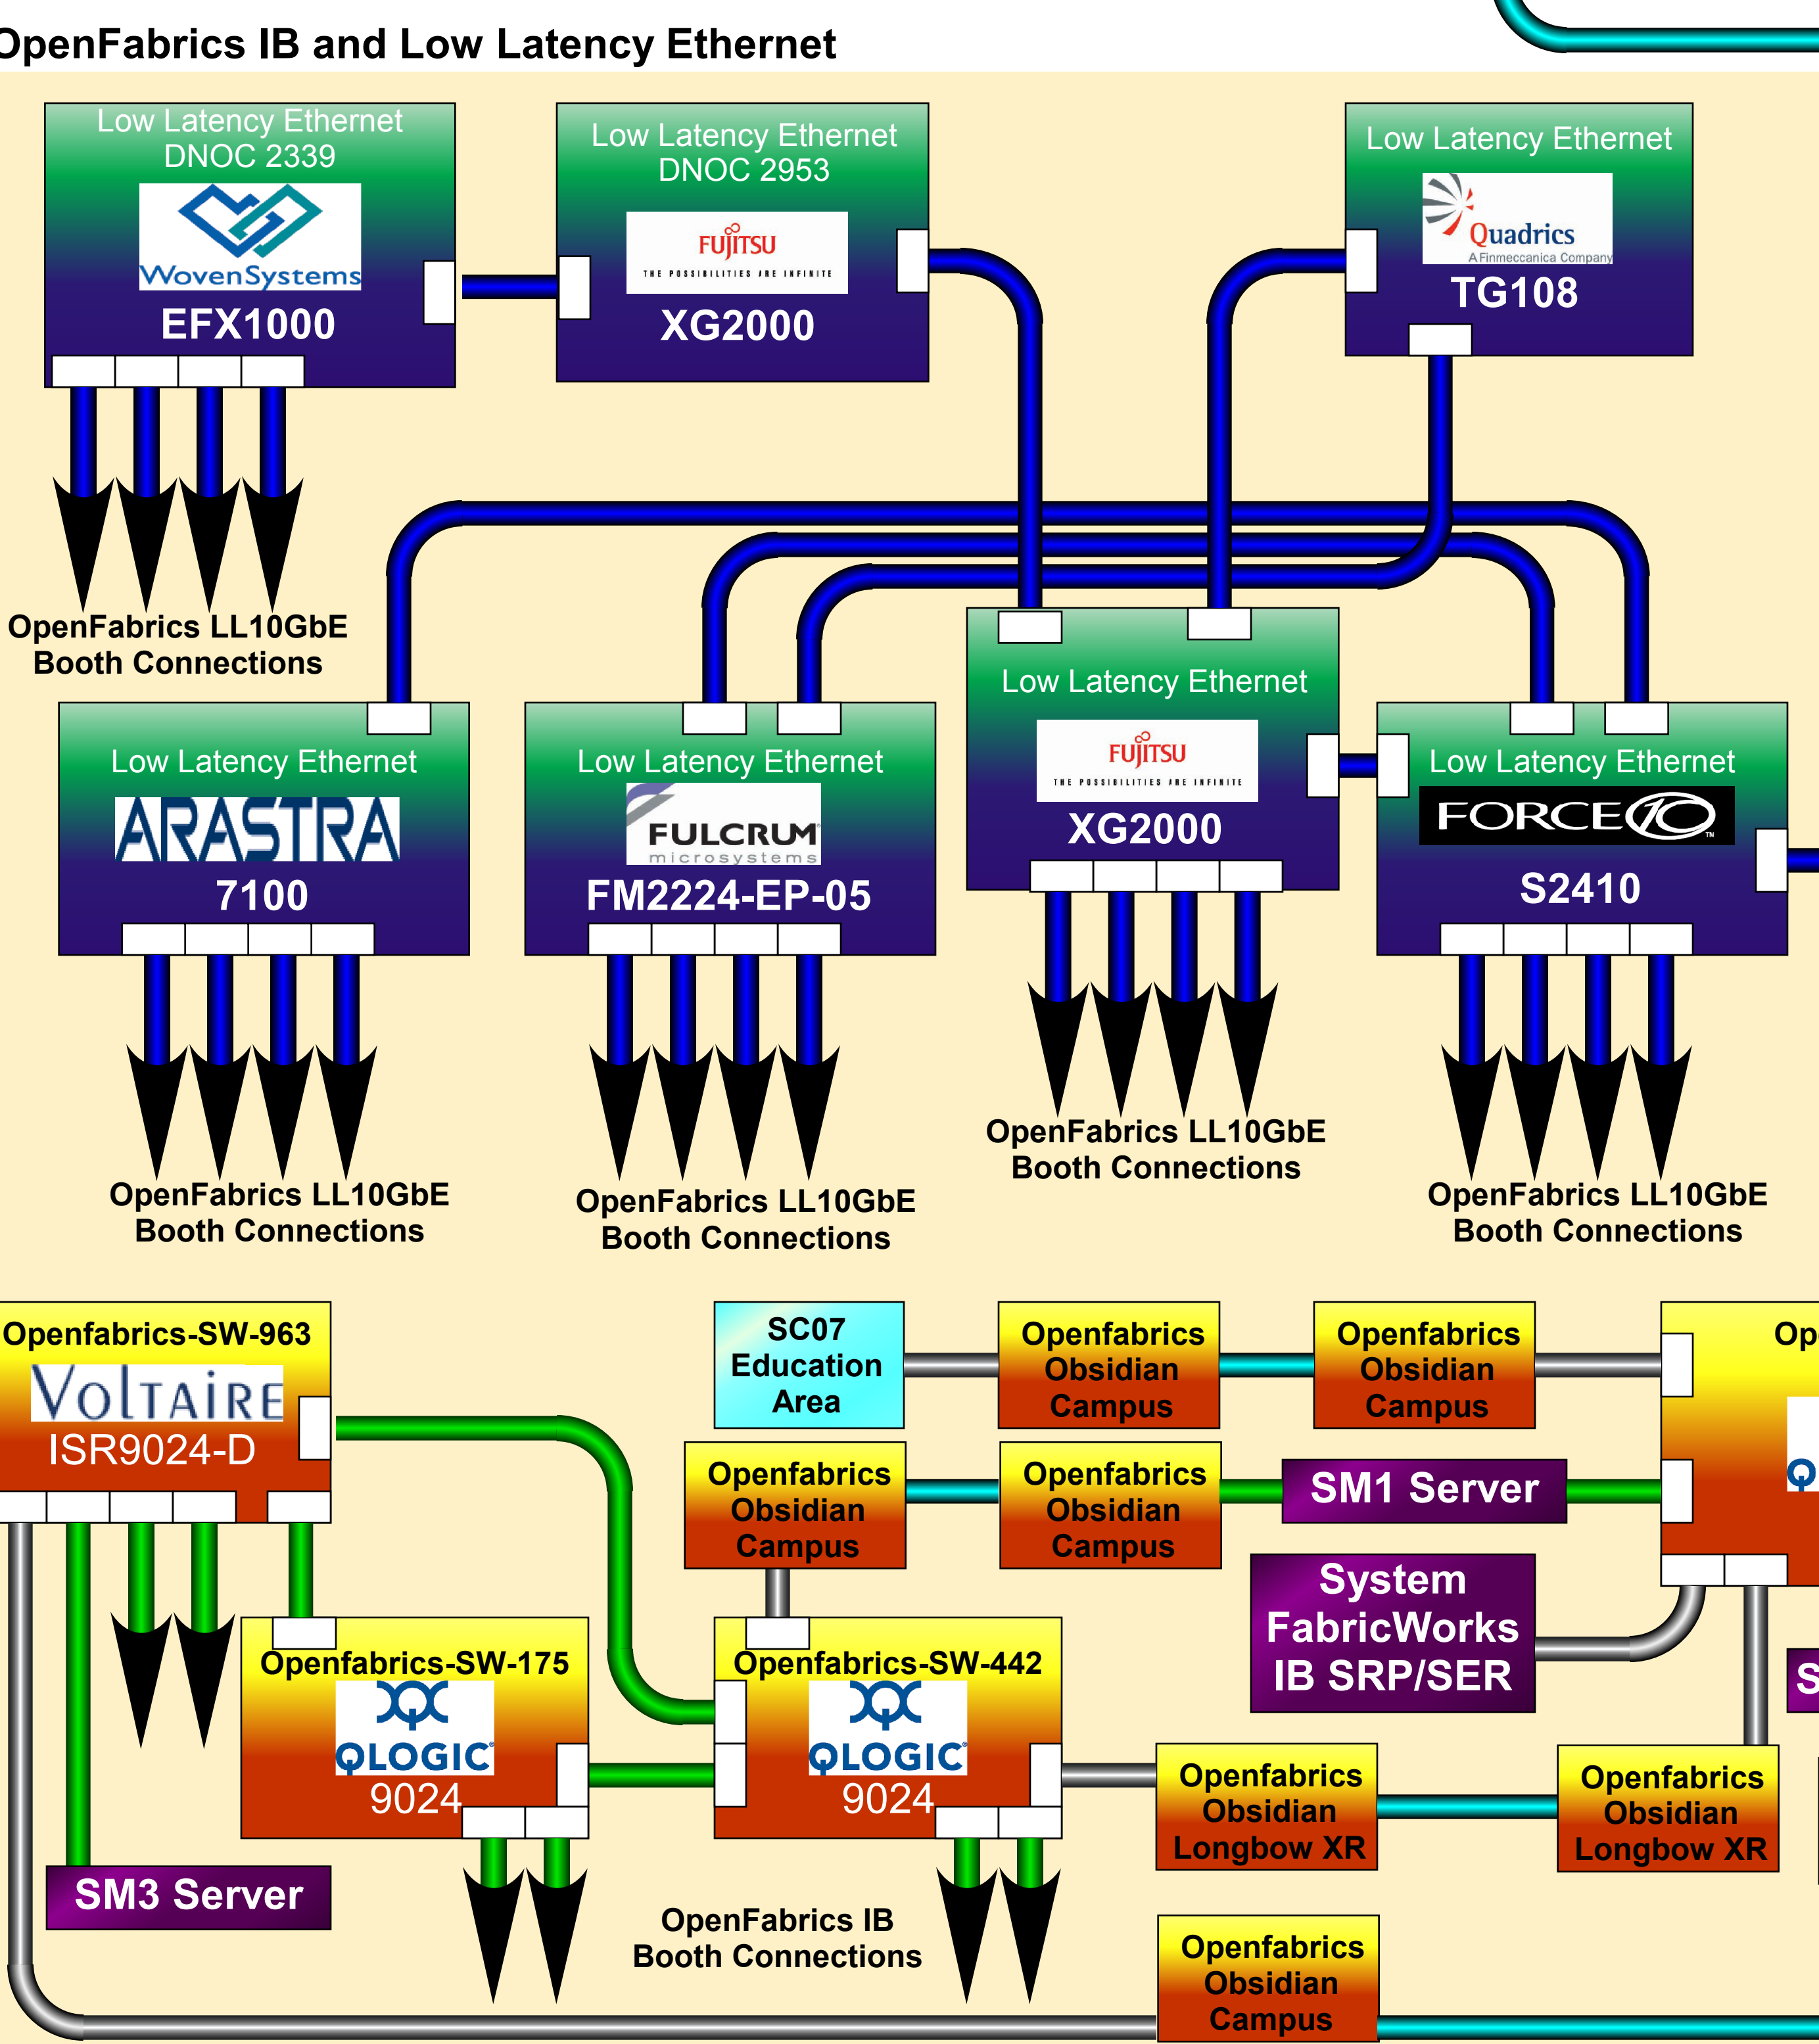 OpenFabrics IB and Low Latency Ethernet
Low Latency Ethernet
DNOC 2339
WovenSystems
EFX1000
Low Latency Ethernet
DNOC 2953
FUJITSU
THE POSSIBILITIES ARE INFINITE
XG2000
Low Latency Ethernet
Quadrics
A Finmeccanica Company
TG108
OpenFabrics LL10GbE
Booth Connections
Low Latency Ethernet
ARASTRA
7100
Low Latency Ethernet
FULCRUM
microsystems
FM2224-EP-05
Low Latency Ethernet
FUJITSU
THE POSSIBILITIES ARE INFINITE
XG2000
Low Latency Ethernet
FORCE10™
S2410
OpenFabrics LL10GbE
Booth Connections
OpenFabrics LL10GbE
Booth Connections
OpenFabrics LL10GbE
Booth Connections
OpenFabrics LL10GbE
Booth Connections
Openfabrics-SW-963
VOLTAIRE
ISR9024-D
SC07
Education
Area
Openfabrics
Obsidian
Campus
Openfabrics
Obsidian
Campus
Op
Q
Openfabrics
Obsidian
Campus
Openfabrics
Obsidian
Campus
SM1 Server
System
FabricWorks
IB SRP/SER
S
Openfabrics-SW-175
QLOGIC®
9024
Openfabrics-SW-442
QLOGIC®
9024
Openfabrics
Obsidian
Longbow XR
Openfabrics
Obsidian
Longbow XR
SM3 Server
OpenFabrics IB
Booth Connections
Openfabrics
Obsidian
Campus